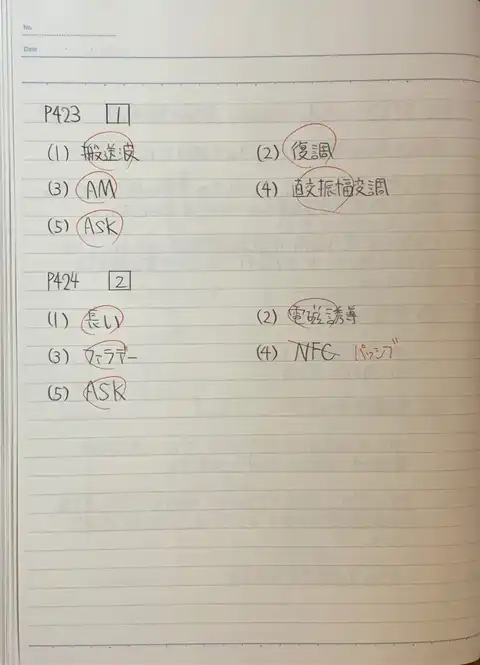 No.
Date
P423 1
(1) 搬送波 (2) 復調
(3) AM (4) 直交振幅変調
(5) ASK
P424 2
(1) 長い (2) 電磁誘導
(3) ファラデー (4) NFC パッシブ
(5) ASK